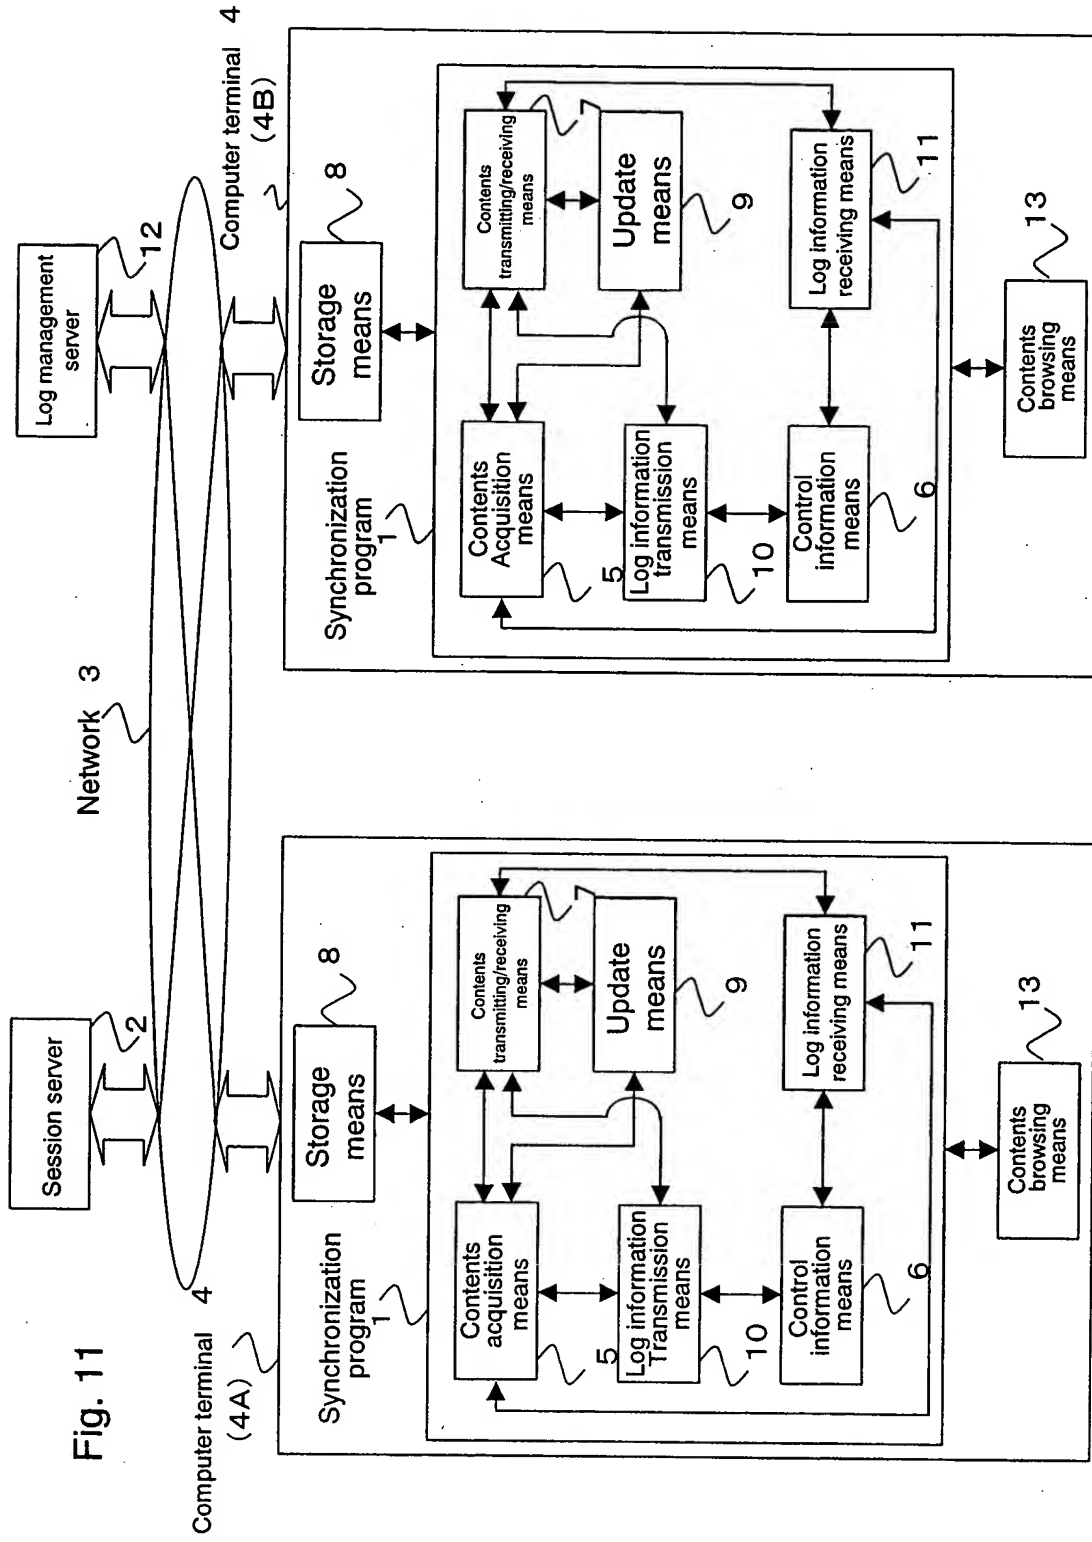 Fig. 11
Session server
2
Log management
server
12
Network 3
Computer terminal 4
(4A)
Storage
means
8
Synchronization
program
1
Contents
acquisition
means
5
Contents
transmitting/receiving
means
7
Log information
Transmission
means
10
Update
means
9
Control
information
means
6
Log information
receiving means
11
Contents
browsing
means
13
Computer terminal 4
(4B)
Storage
means
8
Synchronization
program
1
Contents
Acquisition
means
5
Contents
transmitting/receiving
means
7
Log information
transmission
means
10
Update
means
9
Control
information
means
6
Log information
receiving means
11
Contents
browsing
means
13